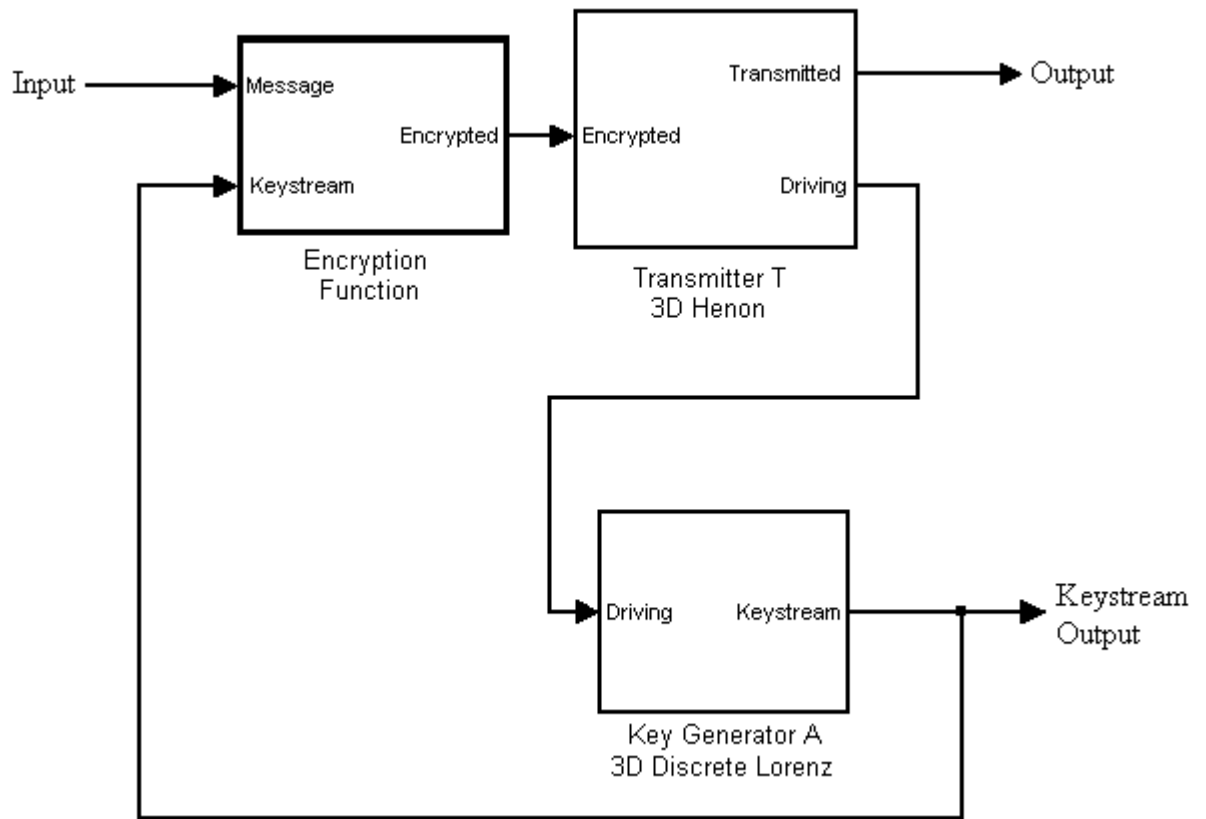 Input
Message
Keystream
Encrypted
Encryption
Function
Encrypted
Transmitted
Driving
Transmitter T
3D Henon
Output
Driving
Keystream
Key Generator A
3D Discrete Lorenz
Keystream
Output